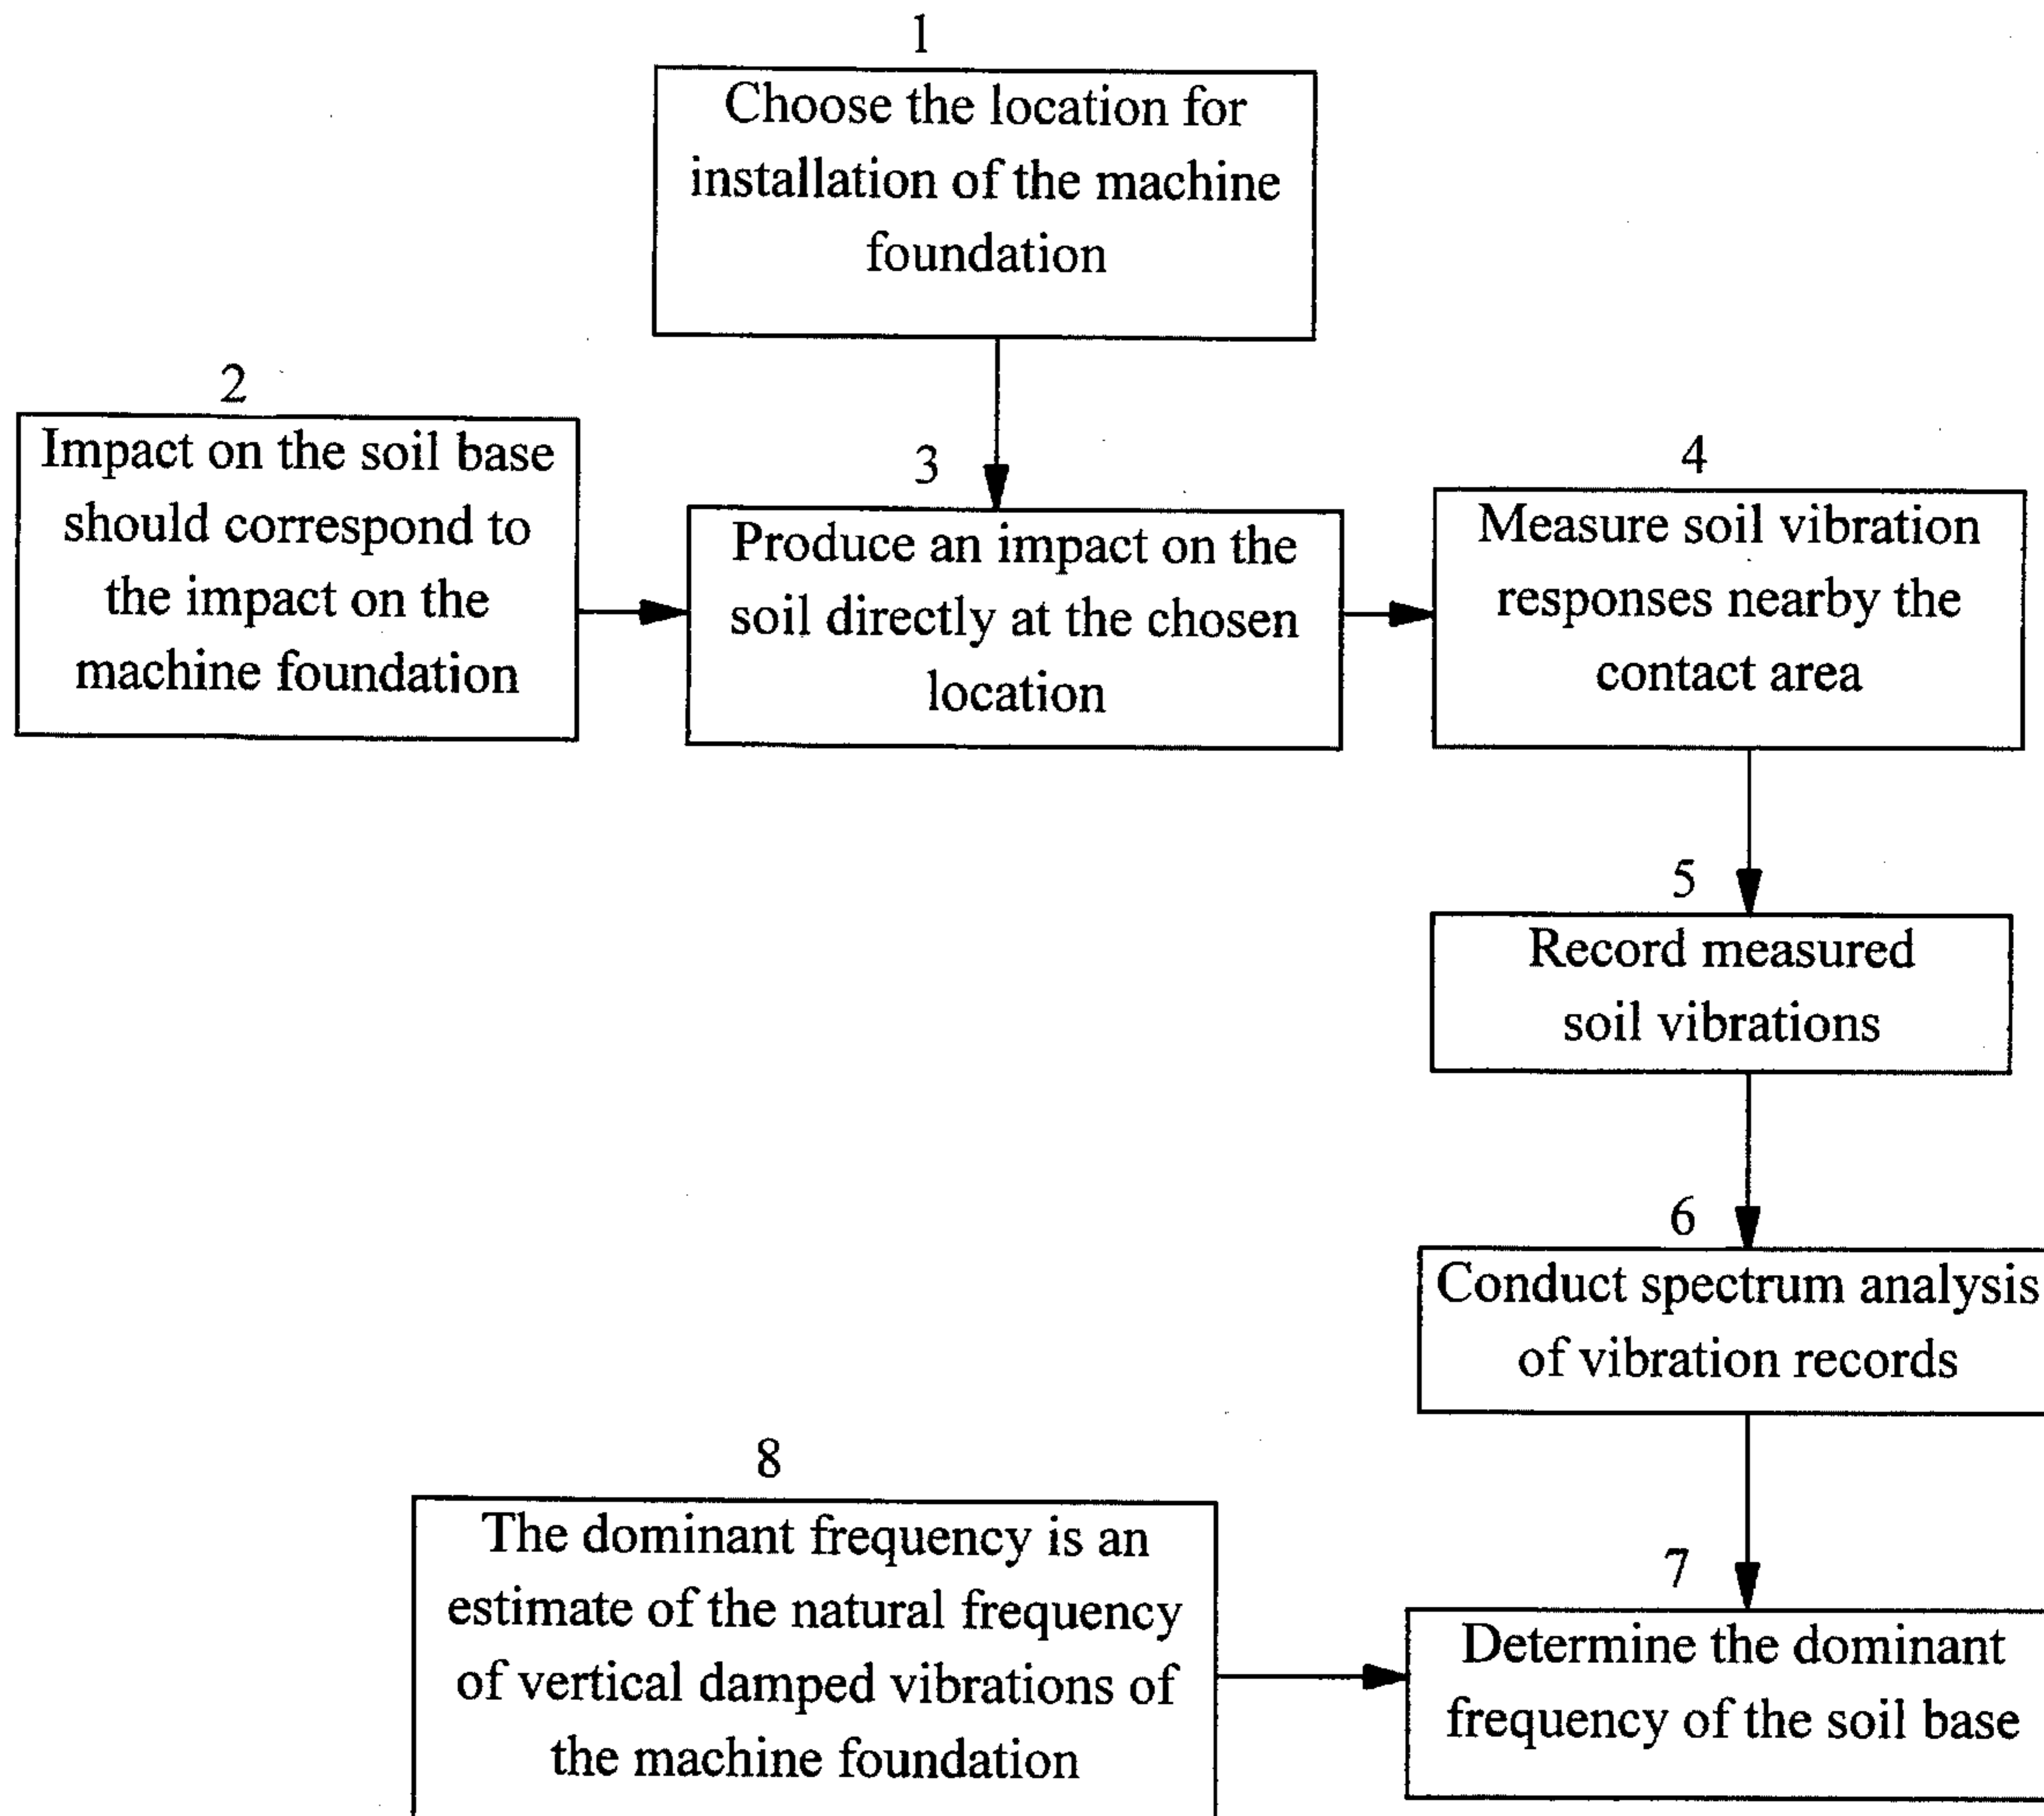 1
Choose the location for
installation of the machine
foundation
2
Impact on the soil base
should correspond to
the impact on the
machine foundation
3
Produce an impact on the
soil directly at the chosen
location
4
Measure soil vibration
responses nearby the
contact area
5
Record measured
soil vibrations
6
Conduct spectrum analysis
of vibration records
7
Determine the dominant
frequency of the soil base
8
The dominant frequency is an
estimate of the natural frequency
of vertical damped vibrations of
the machine foundation